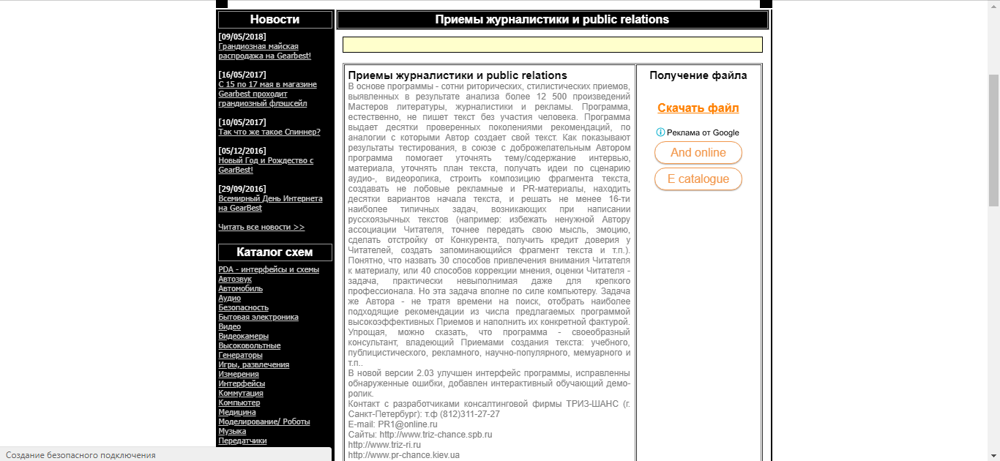 Новости
[09/05/2018]
Грандиозная майская
распродажа на Gearbest!
[16/05/2017]
С 15 по 17 мая в магазине
Gearbest проходит
грандиозный флэшсейл
[10/05/2017]
Так что же такое Спиннер?
[05/12/2016]
Новый Год и Рождество с
GearBest!
[29/09/2016]
Всемирный День Интернета
на GearBest
Читать все новости >>
Каталог схем
PDA - интерфейсы и схемы
Автозвук
Автомобиль
Аудио
Безопасность
Бытовая электроника
Видео
Видеокамеры
Высоковольтные
Генераторы
Игры, развлечения
Измерения
Интерфейсы
Коммутация
Компьютер
Медицина
Моделирование/ Роботы
Музыка
Передатчики
Приемы журналистики и public relations
Приемы журналистики и public relations
В основе программы - сотни риторических, стилистических приемов,
выявленных в результате анализа более 12 500 произведений
Мастеров литературы, журналистики и рекламы. Программа,
естественно, не пишет текст без участия человека. Программа
выдает десятки проверенных поколениями рекомендаций, по
аналогии с которыми Автор создает свой текст. Как показывают
результаты тестирования, в союзе с доброжелательным Автором
программа помогает уточнять тему/содержание интервью,
материала, уточнять план текста, получать идеи по сценарию
аудио-, видеоролика, строить композицию фрагмента текста,
создавать не лобовые рекламные и PR-материалы, находить
десятки вариантов начала текста, и решать не менее 16-ти
наиболее типичных задач, возникающих при написании
русскоязычных текстов (например: избежать ненужной Автору
ассоциации Читателя, точнее передать свою мысль, эмоцию,
сделать отстройку от Конкурента, получить кредит доверия у
Читателей, создать запоминающийся фрагмент текста и т.п.).
Понятно, что назвать 30 способов привлечения внимания Читателя
к материалу, или 40 способов коррекции мнения, оценки Читателя -
задача, практически невыполнимая даже для крепкого
профессионала. Но эта задача вполне по силе компьютеру. Задача
же Автора - не тратя времени на поиск, отобрать наиболее
подходящие рекомендации из числа предлагаемых программой
высокоэффективных Приемов и наполнить их конкретной фактурой.
Упрощая, можно сказать, что программа - своеобразный
консультант, владеющий Приемами создания текста: учебного,
публицистического, рекламного, научно-популярного, мемуарного и
т.п..
В новой версии 2.03 улучшен интерфейс программы, исправленны
обнаруженные ошибки, добавлен интерактивный обучающий демо-
ролик.
Контакт с разработчиками консалтинговой фирмы ТРИЗ-ШАНС (г.
Санкт-Петербург): т.ф (812)311-27-27
E-mail: PR1@online.ru
Сайты: http://www.triz-chance.spb.ru
http://www.triz-ri.ru
http://www.pr-chance.kiev.ua
Получение файла
Скачать файл
Реклама от Google
And online
E catalogue
Создание безопасного подключения